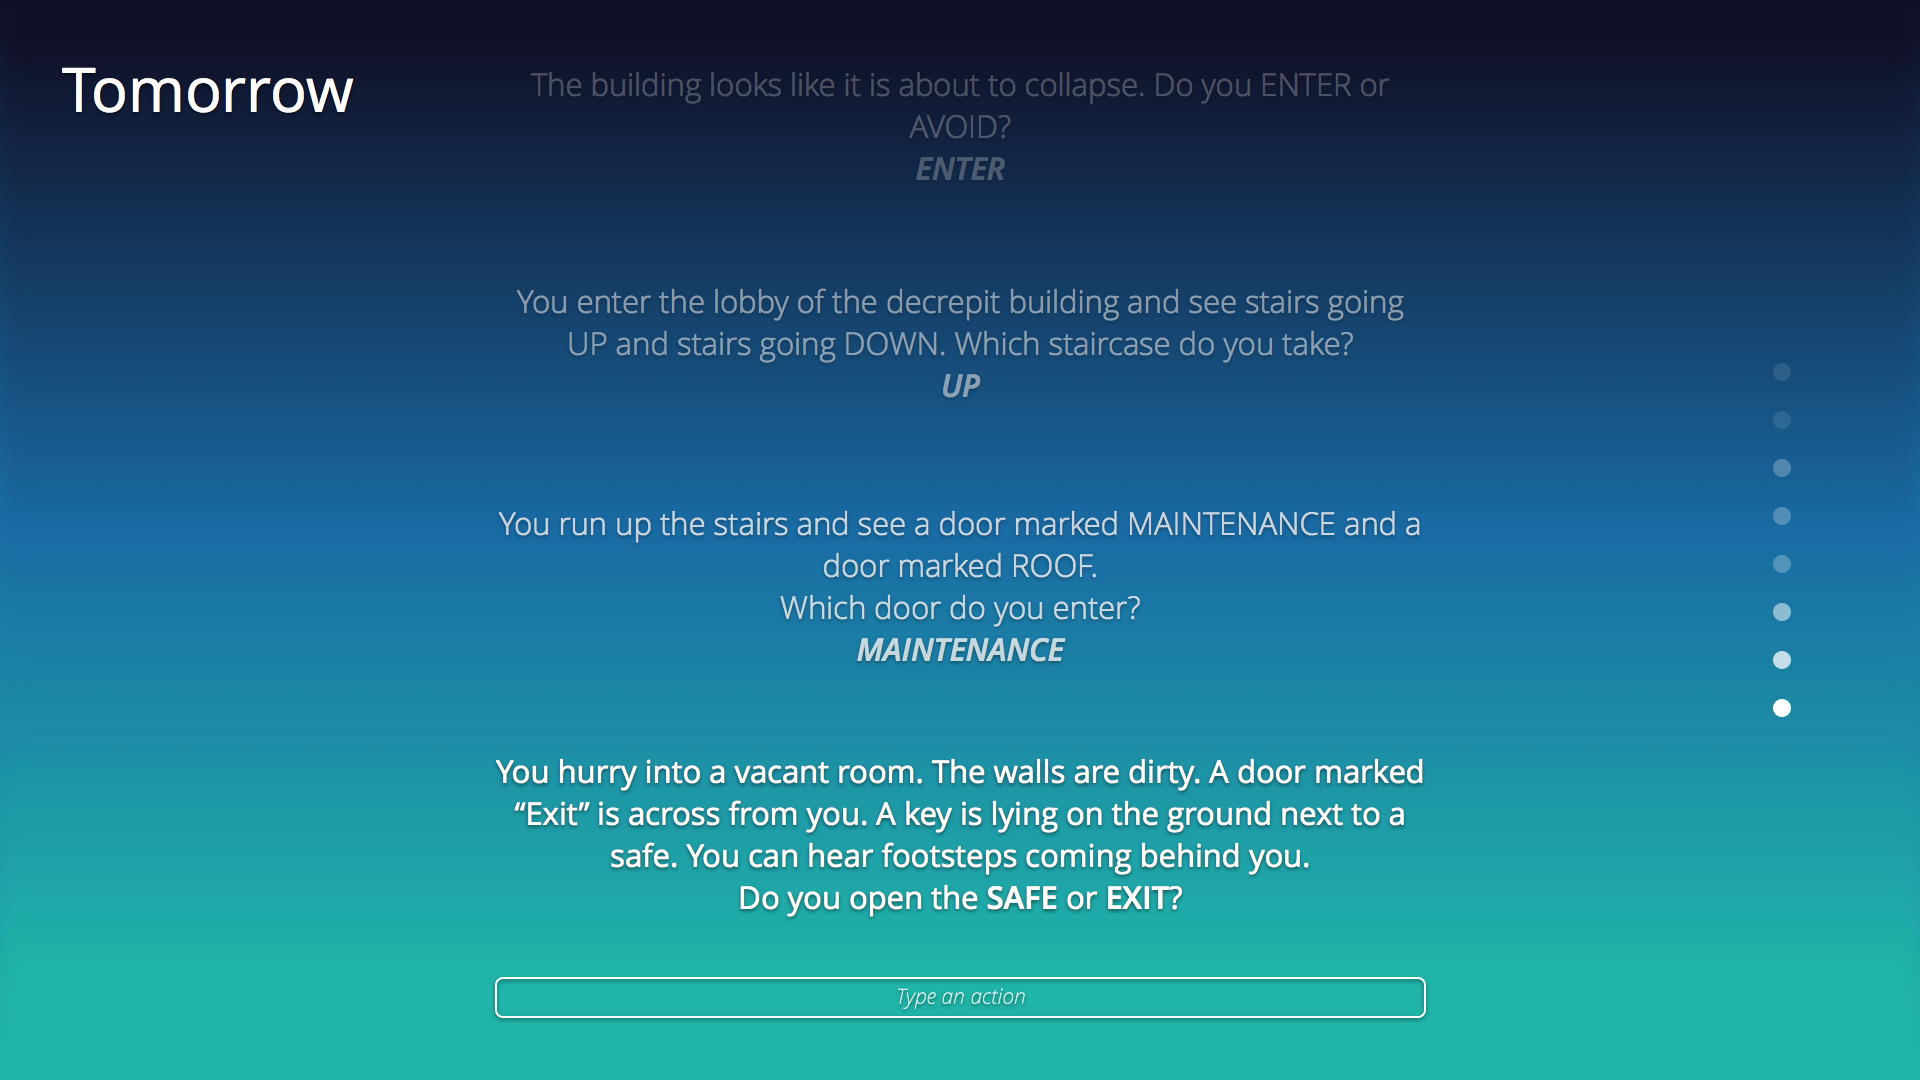 Tomorrow
The building looks like it is about to collapse. Do you ENTER or
AVOID?
ENTER
You enter the lobby of the decrepit building and see stairs going
UP and stairs going DOWN. Which staircase do you take?
UP
You run up the stairs and see a door marked MAINTENANCE and a
door marked ROOF.
Which door do you enter?
MAINTENANCE
You hurry into a vacant room. The walls are dirty. A door marked
“Exit” is across from you. A key is lying on the ground next to a
safe. You can hear footsteps coming behind you.
Do you open the SAFE or EXIT?
Type an action